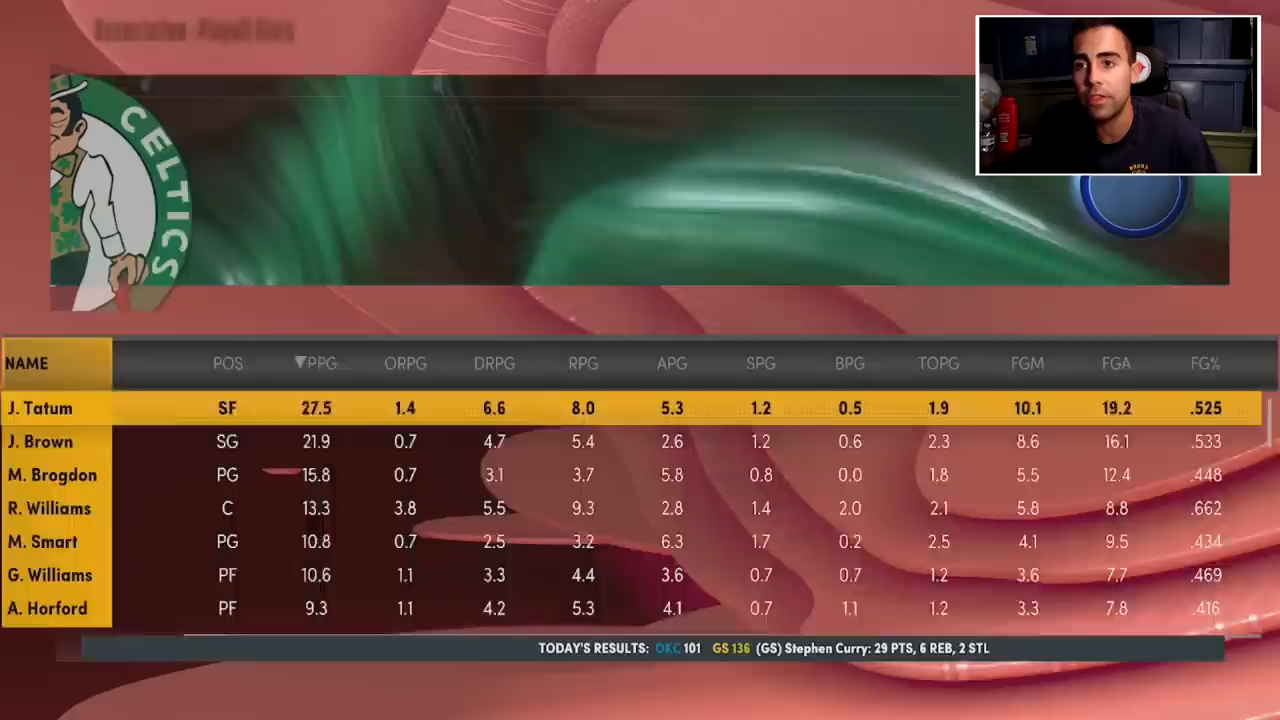 CELTICS
NAME POS ▼PPG ORPG DRPG RPG APG SPG BPG TOPG FGM FGA FG%
J. Tatum SF 27.5 1.4 6.6 8.0 5.3 1.2 0.5 1.9 10.1 19.2 .525
J. Brown SG 21.9 0.7 4.7 5.4 2.6 1.2 0.6 2.3 8.6 16.1 .533
M. Brogdon PG 15.8 0.7 3.1 3.7 5.8 0.8 0.0 1.8 5.5 12.4 .448
R. Williams C 13.3 3.8 5.5 9.3 2.8 1.4 2.0 2.1 5.8 8.8 .662
M. Smart PG 10.8 0.7 2.5 3.2 6.3 1.7 0.2 2.5 4.1 9.5 .434
G. Williams PF 10.6 1.1 3.3 4.4 3.6 0.7 0.7 1.2 3.6 7.7 .469
A. Horford PF 9.3 1.1 4.2 5.3 4.1 0.7 1.1 1.2 3.3 7.8 .416
TODAY'S RESULTS: OKC 101 GS 136 (GS) Stephen Curry: 29 PTS, 6 REB, 2 STL